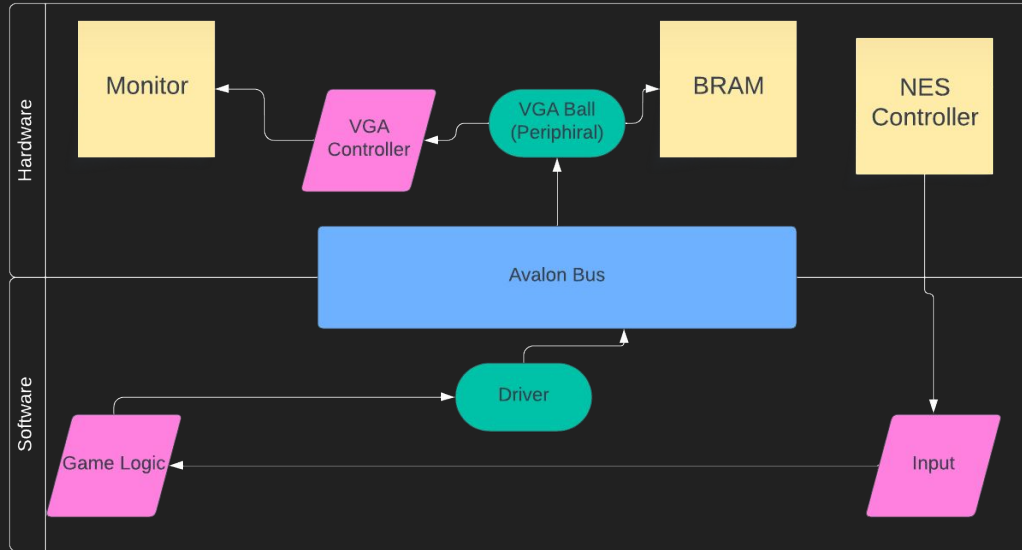 Hardware
Monitor
VGA
Controller
VGA Ball
(Periphiral)
BRAM
NES
Controller
Avalon Bus
Software
Driver
Game Logic
Input